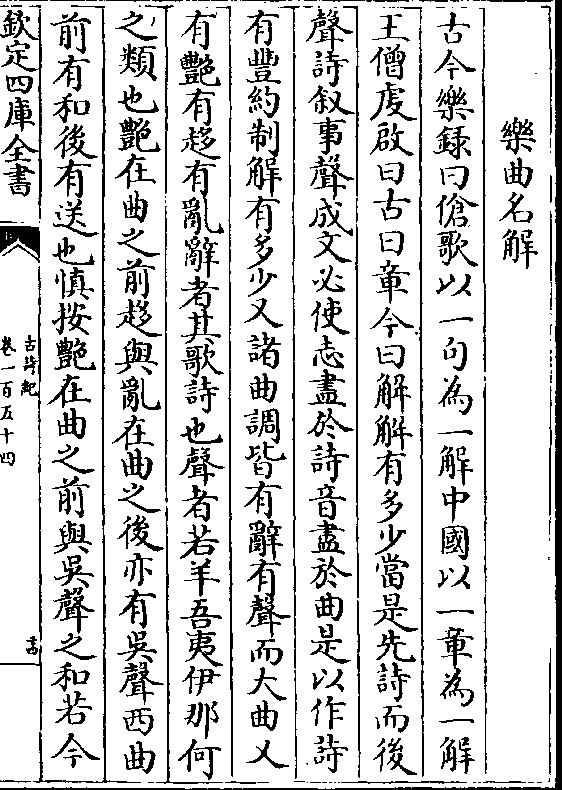 樂曲名解
古今樂録曰傖歌以一句為一解中國以一章為一解
王僧虔啟曰古曰章今曰解解有多少當是先詩而後
聲詩叙事聲成文必使志盡於詩音盡於曲是以作詩
有豐約制解有多少又諸曲調皆有辭有聲而大曲又
有艷有趍有亂辭者其歌詩也聲者若羊吾夷伊那何
之類也艷在曲之前趍與亂在曲之後亦有吳聲西曲
前有和後有送也慎按艷在曲之前與吳聲之和若今
欽定四庫全書
古詩紀
卷一百五十四